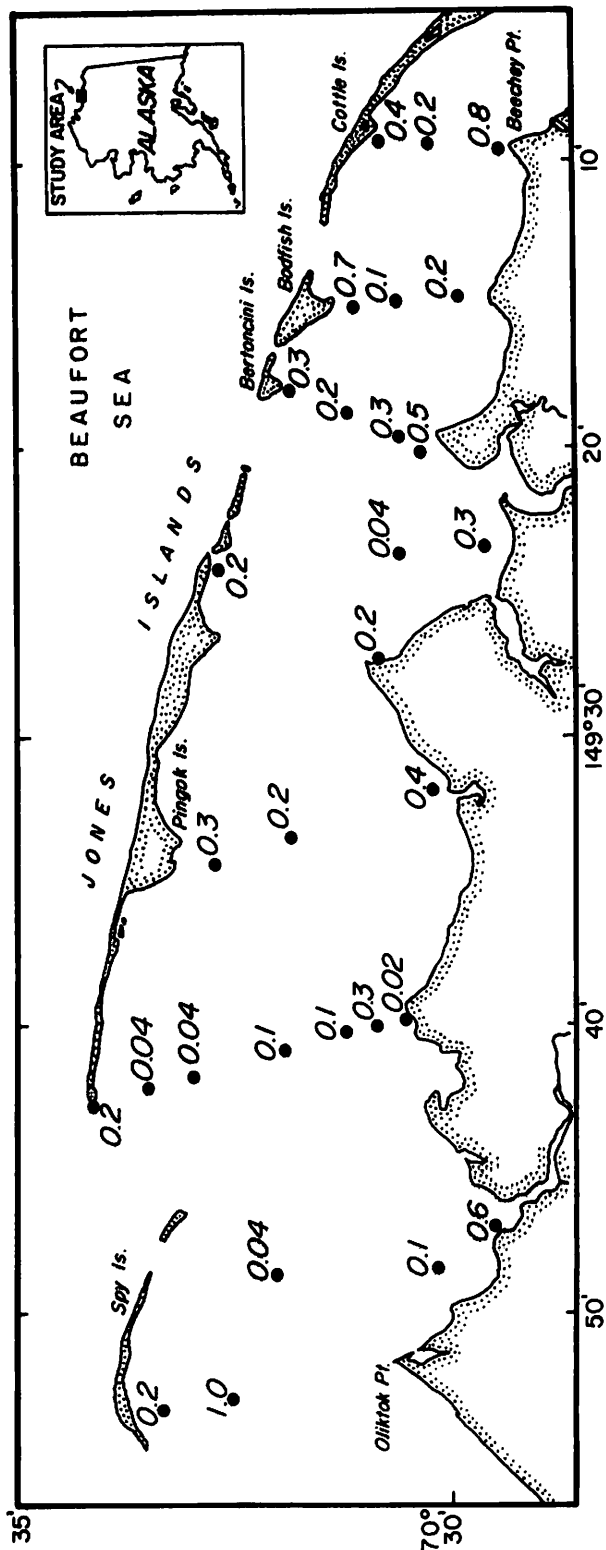 STUDY AREA?
ALASKA
BEAUFORT
SEA
JONES
ISLANDS
Spy Is.
Pingok Is.
Bertoncini Is.
Bodfish Is.
Cottle Is.
Beechey Pt.
Oliktok Pt.
0.2
1.0
0.04
0.1
0.6
0.2
0.04
0.04
0.1
0.1
0.3
0.02
0.3
0.2
0.4
0.2
0.2
0.04
0.3
0.3
0.2
0.3
0.5
0.7
0.1
0.2
0.4
0.2
0.8
35'
70°
30'
50'
40
149°30
20'
10'